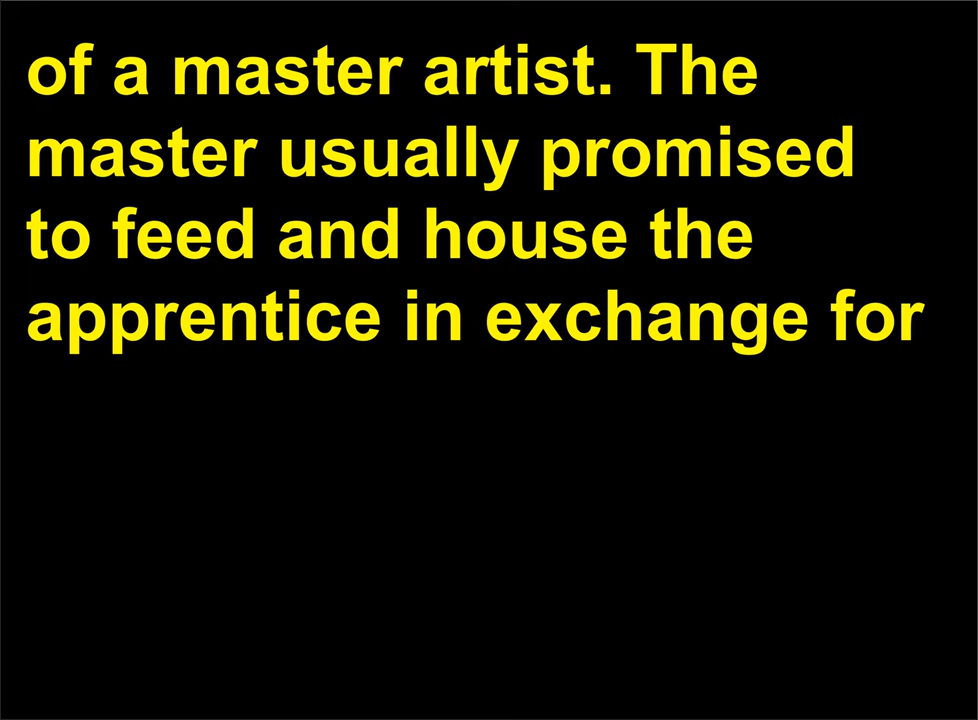 of a master artist. The
master usually promised
to feed and house the
apprentice in exchange for